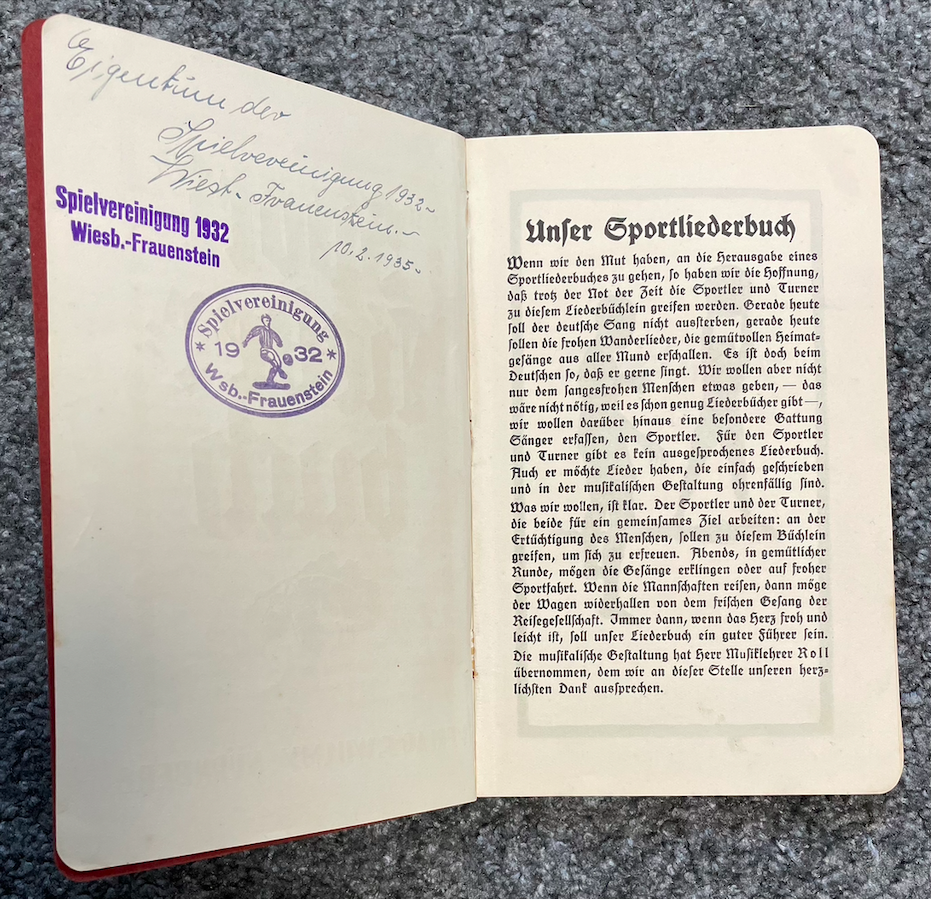 Eigentum der
Spielvereinigung 1932-
Wiesb.- Frauenstein.-
10.2.1935-
Spielvereinigung 1932
Wiesb.-Frauenstein
* Spielvereinigung *
1932
Wsb.-Frauenstein
Unser Sportliederbuch
Wenn wir den Mut haben, an die Herausgabe eines
Sportliederbuches zu gehen, so haben wir die Hoffnung,
daß trotz der Not der Zeit die Sportler und Turner
zu diesem Liederbüchlein greifen werden. Gerade heute
soll der deutsche Sang nicht aussterben, gerade heute
sollen die frohen Wanderlieder, die gemütvollen Heimat-
gesänge aus aller Mund erschallen. Es ist doch beim
Deutschen so, daß er gerne singt. Wir wollen aber nicht
nur dem sangesfrohen Menschen etwas geben, — das
wäre nicht nötig, weil es schon genug Liederbücher gibt —,
wir wollen darüber hinaus eine besondere Gattung
Sänger erfassen, den Sportler. Für den Sportler
und Turner gibt es kein ausgesprochenes Liederbuch.
Auch er möchte Lieder haben, die einfach geschrieben
und in der musikalischen Gestaltung ohrenfällig sind.
Was wir wollen, ist klar. Der Sportler und der Turner,
die beide für ein gemeinsames Ziel arbeiten: an der
Ertüchtigung des Menschen, sollen zu diesem Büchlein
greifen, um sich zu erfreuen. Abends, in gemütlicher
Runde, mögen die Gesänge erklingen oder auf froher
Sportfahrt. Wenn die Mannschaften reisen, dann möge
der Wagen widerhallen von dem frischen Gesang der
Reisegesellschaft. Immer dann, wenn das Herz froh und
leicht ist, soll unser Liederbuch ein guter Führer sein.
Die musikalische Gestaltung hat Herr Musiklehrer Roll
übernommen, dem wir an dieser Stelle unseren herz-
lichsten Dank aussprechen.